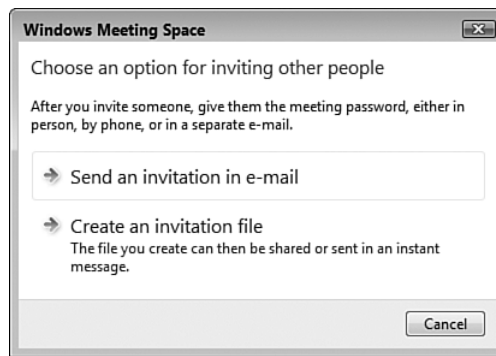 Windows Meeting Space
Choose an option for inviting other people
After you invite someone, give them the meeting password, either in
person, by phone, or in a separate e-mail.
Send an invitation in e-mail
Create an invitation file
The file you create can then be shared or sent in an instant
message.
Cancel